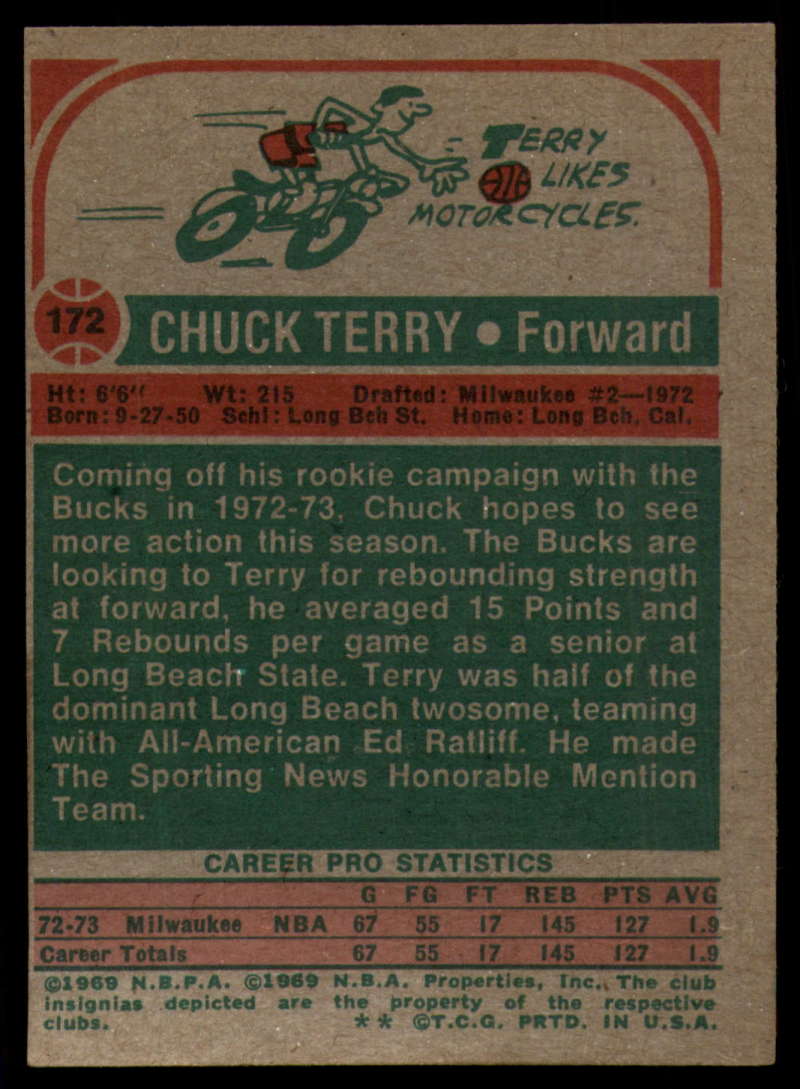 TERRY
LIKES
MOTORCYCLES.
172
CHUCK TERRY • Forward
Ht: 6'6" Wt: 215 Drafted: Milwaukee #2—1972
Born: 9-27-50 Schl: Long Bch St. Home: Long Bch, Cal.
Coming off his rookie campaign with the
Bucks in 1972-73, Chuck hopes to see
more action this season. The Bucks are
looking to Terry for rebounding strength
at forward, he averaged 15 Points and
7 Rebounds per game as a senior at
Long Beach State. Terry was half of the
dominant Long Beach twosome, teaming
with All-American Ed Ratliff. He made
The Sporting News Honorable Mention
Team.
CAREER PRO STATISTICS
G FG FT REB PTS AVG
72-73 Milwaukee NBA 67 55 17 145 127 1.9
Career Totals 67 55 17 145 127 1.9
©1969 N.B.P.A. ©1969 N.B.A. Properties, Inc., The club
insignias depicted are the property of the respective
clubs. ** ©T.C.G. PRTD. IN U.S.A.